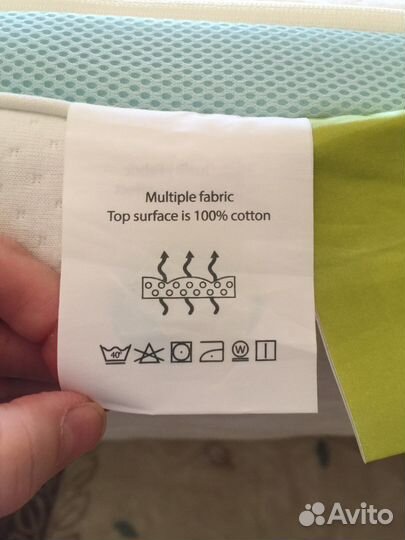 Multiple fabric
Top surface is 100% cotton
40°
W
Avito